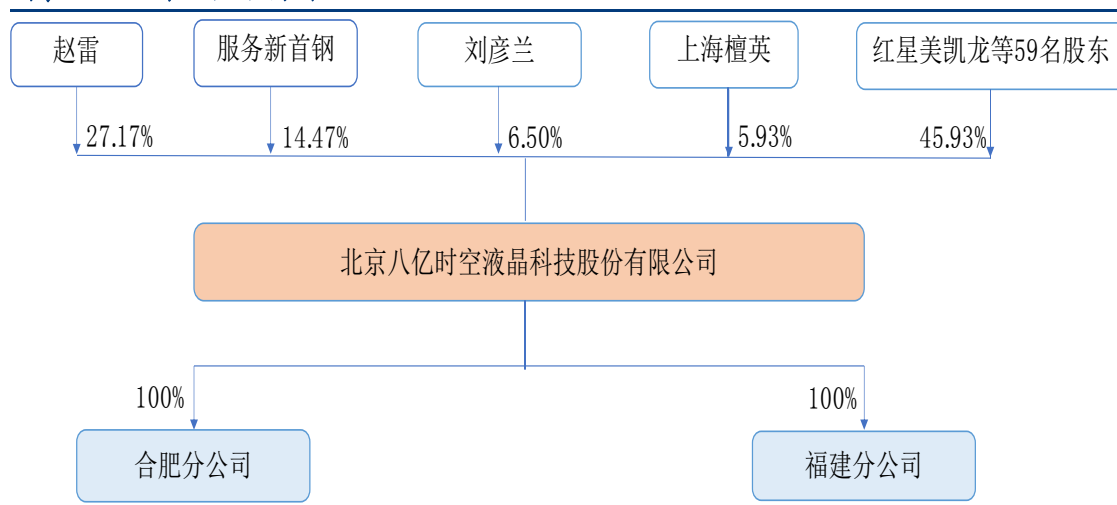 赵雷
服务新首钢
刘彦兰
上海檀英
红星美凯龙等59名股东
27.17%
14.47%
6.50%
5.93%
45.93%
北京八亿时空液晶科技股份有限公司
100%
100%
合肥分公司
福建分公司